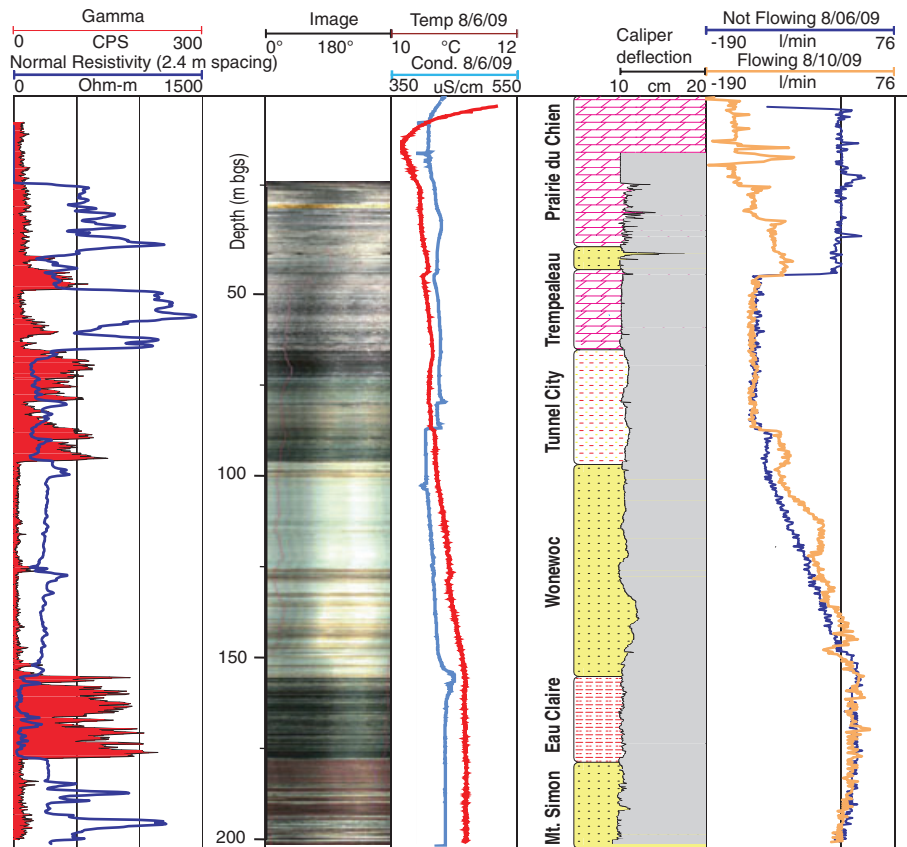 Gamma
0 CPS 300
Normal Resistivity (2.4 m spacing)
0 Ohm-m 1500
Image
0° 180°
Temp 8/6/09
10 °C 12
Cond. 8/6/09
350 uS/cm 550
Caliper
deflection
10 cm 20
Not Flowing 8/06/09
-190 l/min 76
Flowing 8/10/09
-190 l/min 76
Depth (m bgs)
50
100
150
200
Prairie du Chien
Trempealeau
Tunnel City
Wonewoc
Eau Claire
Mt. Simon